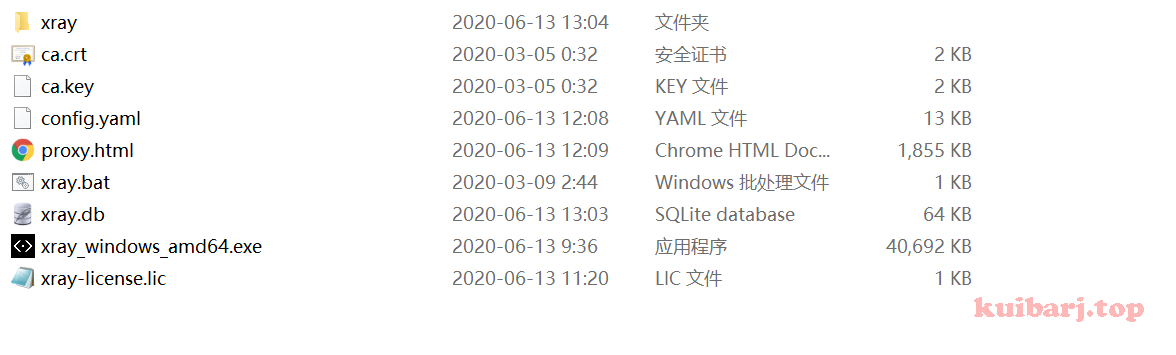 xray 2020-06-13 13:04 文件夹
ca.crt 2020-03-05 0:32 安全证书 2 KB
ca.key 2020-03-05 0:32 KEY 文件 2 KB
config.yaml 2020-06-13 12:08 YAML 文件 13 KB
proxy.html 2020-06-13 12:09 Chrome HTML Doc... 1,855 KB
xray.bat 2020-03-09 2:44 Windows 批处理文件 1 KB
xray.db 2020-06-13 13:03 SQLite database 64 KB
xray_windows_amd64.exe 2020-06-13 9:36 应用程序 40,692 KB
xray-license.lic 2020-06-13 11:20 LIC 文件 1 KB
kuibarj.top